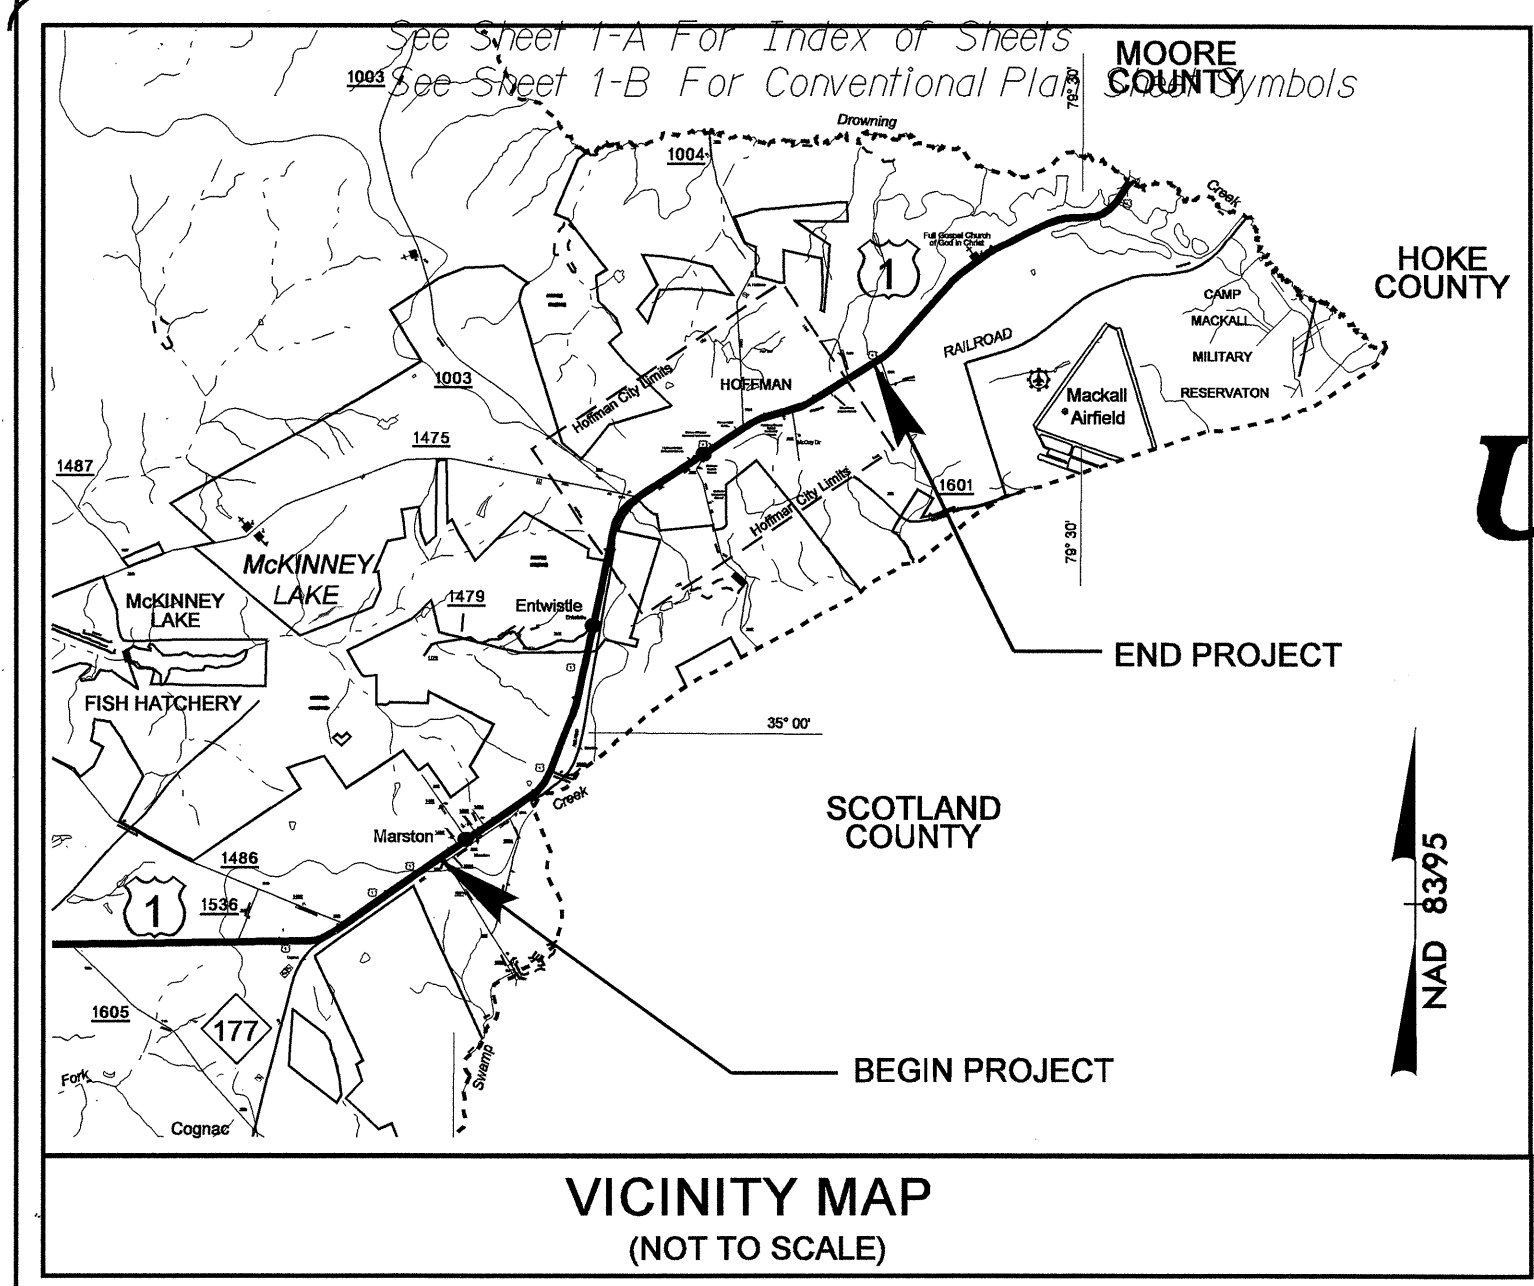 See Sheet 1-A For Index of Sheets
See Sheet 1-B For Conventional Plan Sheet Symbols
MOORE
COUNTY
1003
79° 30'
Drowning
1004
Creek
Full Gospel Church
of God in Christ
1
HOKE
COUNTY
CAMP
MACKALL
MILITARY
RESERVATON
RAILROAD
1003
HOFFMAN
Hoffman City Limits
Mackall
Airfield
1475
1487
McCoy Dr
Hoffman City Limits
1601
U
79° 30'
McKINNEY
LAKE
McKINNEY
LAKE
1479
Entwistle
END PROJECT
FISH HATCHERY
35° 00'
Creek
SCOTLAND
COUNTY
Marston
1486
1
1536
NAD 83/95
1605
177
BEGIN PROJECT
Fork
Swamp
Cognac
VICINITY MAP
(NOT TO SCALE)